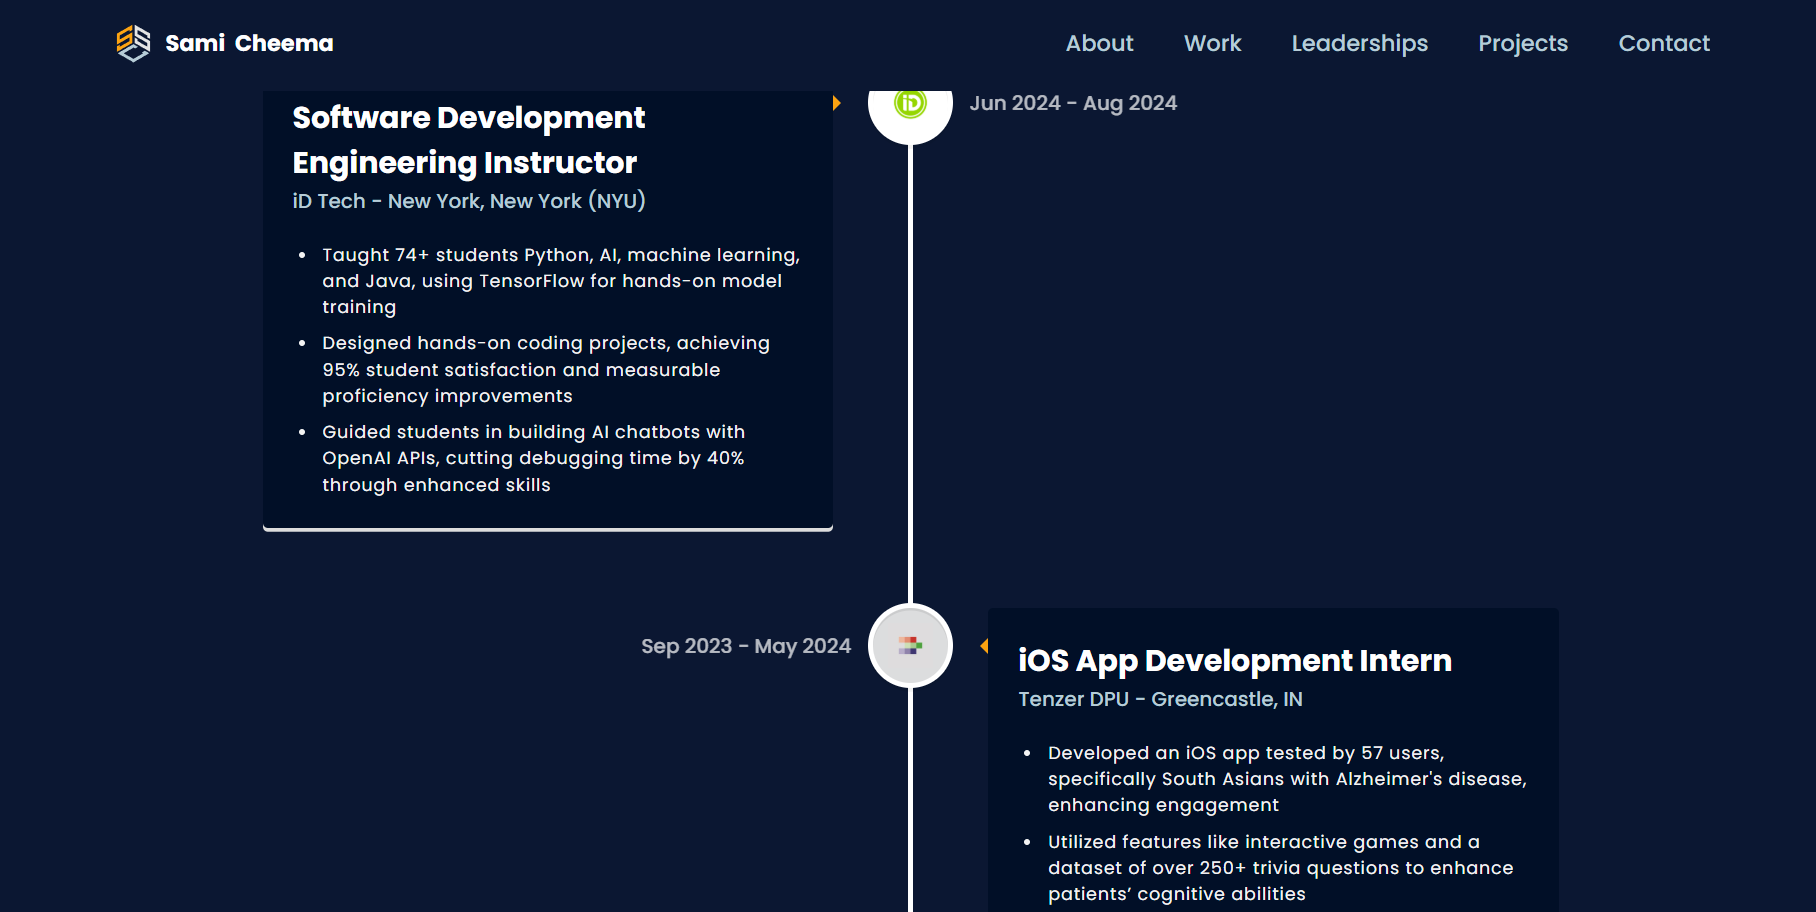 Sami Cheema
About Work Leaderships Projects Contact
Software Development
Engineering Instructor
iD Tech - New York, New York (NYU)
Taught 74+ students Python, AI, machine learning,
and Java, using TensorFlow for hands-on model
training
Designed hands-on coding projects, achieving
95% student satisfaction and measurable
proficiency improvements
Guided students in building AI chatbots with
OpenAI APIs, cutting debugging time by 40%
through enhanced skills
iD
Jun 2024 - Aug 2024
Sep 2023 - May 2024
iOS App Development Intern
Tenzer DPU - Greencastle, IN
Developed an iOS app tested by 57 users,
specifically South Asians with Alzheimer's disease,
enhancing engagement
Utilized features like interactive games and a
dataset of over 250+ trivia questions to enhance
patients’ cognitive abilities